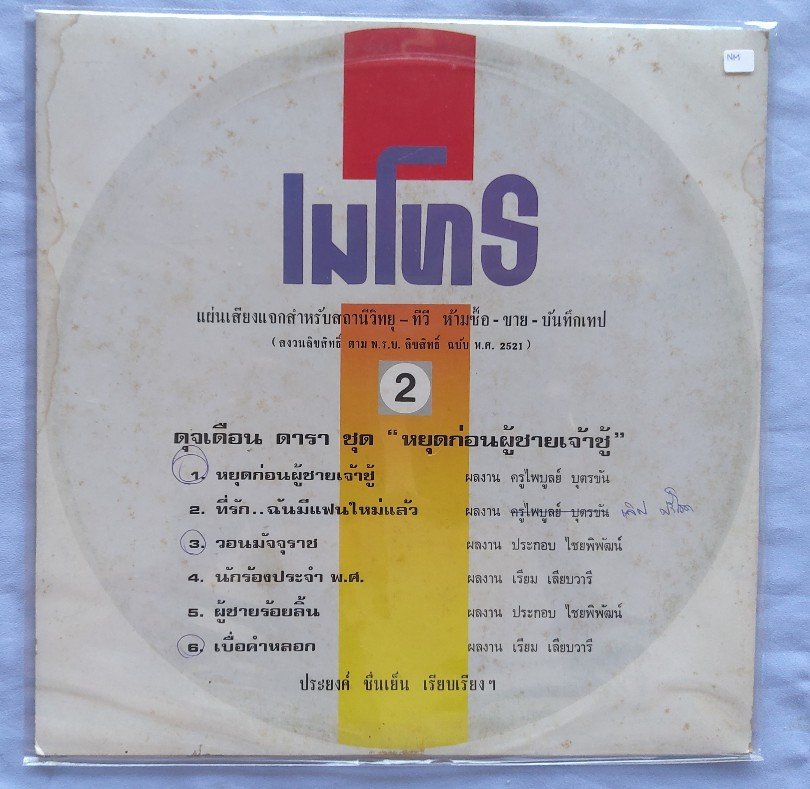 NM
เมโทร
แผ่นเสียงแจกสำหรับสถานีวิทยุ - ทีวี ห้ามซื้อ - ขาย - บันทึกเทป
( สงวนลิขสิทธิ์ ตาม พ.ร.บ. ลิขสิทธิ์ ฉบับ พ.ศ. 2521 )
2
ดุจเดือน ดารา ชุด “หยุดก่อนผู้ชายเจ้าชู้”
1. หยุดก่อนผู้ชายเจ้าชู้ ผลงาน ครูไพบูลย์ บุตรขัน
2. ที่รัก..ฉันมีแฟนใหม่แล้ว ผลงาน ครูไพบูลย์ บุตรขัน
3. วอนมัจจุราช ผลงาน ประกอบ ไชยพิพัฒน์
4. นักร้องประจำ พ.ศ. ผลงาน เรียม เลียบวารี
5. ผู้ชายร้อยลิ้น ผลงาน ประกอบ ไชยพิพัฒน์
6. เบื่อคำหลอก ผลงาน เรียม เลียบวารี
ประยงค์ ชื่นเย็น เรียบเรียงฯ